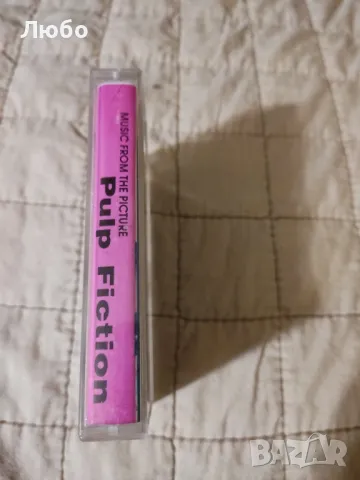 Любо
MUSIC FROM THE PICTURE
Pulp Fiction
BAZAR